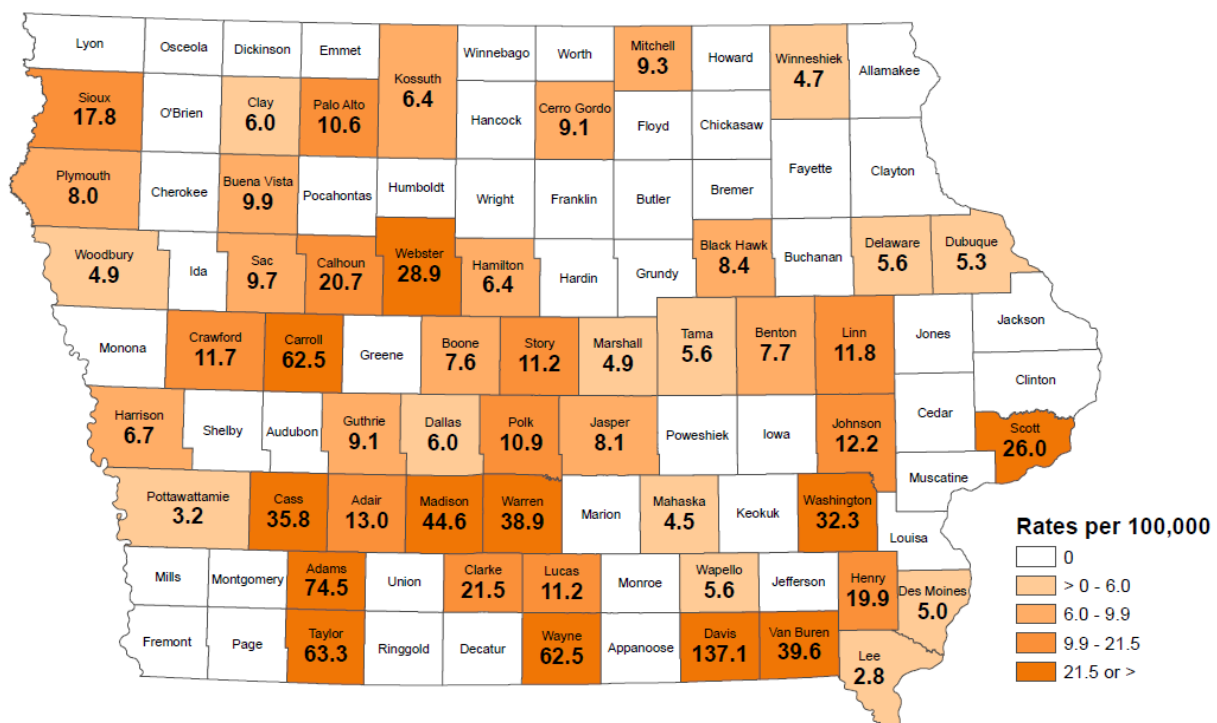 Lyon
Osceola
Dickinson
Emmet
Kossuth
6.4
Winnebago
Worth
Mitchell
9.3
Howard
Winneshiek
4.7
Allamakee
Sioux
17.8
O'Brien
Clay
6.0
Palo Alto
10.6
Hancock
Cerro Gordo
9.1
Floyd
Chickasaw
Plymouth
8.0
Cherokee
Buena Vista
9.9
Pocahontas
Humboldt
Wright
Franklin
Butler
Bremer
Fayette
Clayton
Woodbury
4.9
Ida
Sac
9.7
Calhoun
20.7
Webster
28.9
Hamilton
6.4
Hardin
Grundy
Black Hawk
8.4
Buchanan
Delaware
5.6
Dubuque
5.3
Monona
Crawford
11.7
Carroll
62.5
Greene
Boone
7.6
Story
11.2
Marshall
4.9
Tama
5.6
Benton
7.7
Linn
11.8
Jones
Jackson
Clinton
Harrison
6.7
Shelby
Audubon
Guthrie
9.1
Dallas
6.0
Polk
10.9
Jasper
8.1
Poweshiek
Iowa
Johnson
12.2
Cedar
Scott
26.0
Muscatine
Pottawattamie
3.2
Cass
35.8
Adair
13.0
Madison
44.6
Warren
38.9
Marion
Mahaska
4.5
Keokuk
Washington
32.3
Louisa
Mills
Montgomery
Adams
74.5
Union
Clarke
21.5
Lucas
11.2
Monroe
Wapello
5.6
Jefferson
Henry
19.9
Des Moines
5.0
Fremont
Page
Taylor
63.3
Ringgold
Decatur
Wayne
62.5
Appanoose
Davis
137.1
Van Buren
39.6
Lee
2.8
Rates per 100,000
0
> 0 - 6.0
6.0 - 9.9
9.9 - 21.5
21.5 or >